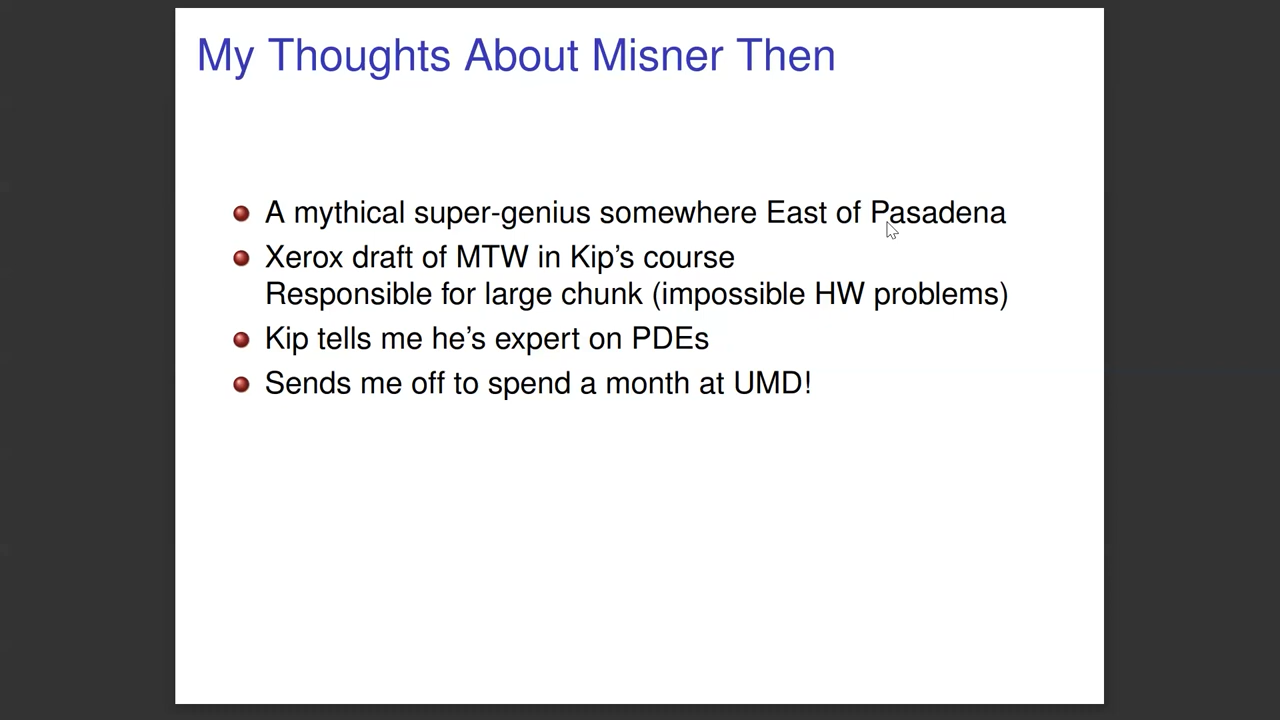 My Thoughts About Misner Then
A mythical super-genius somewhere East of Pasadena
Xerox draft of MTW in Kip’s course
Responsible for large chunk (impossible HW problems)
Kip tells me he’s expert on PDEs
Sends me off to spend a month at UMD!